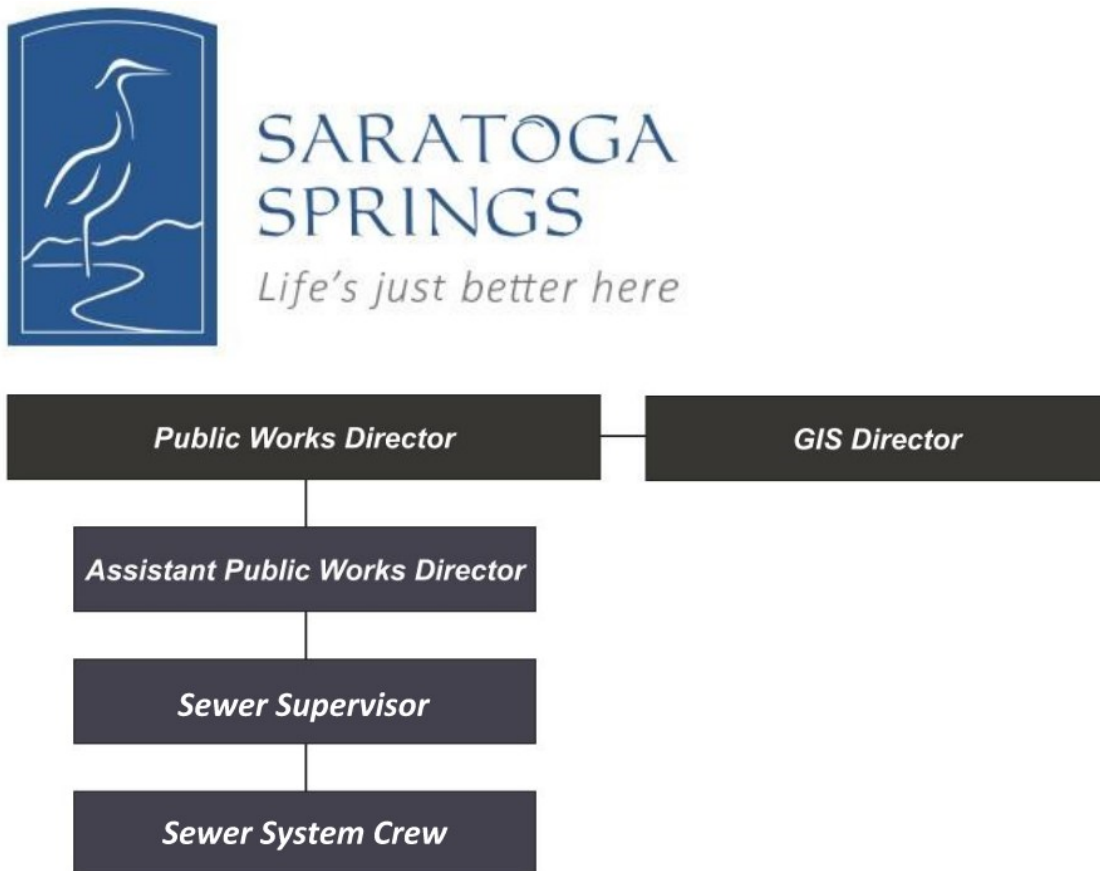 SARATOGA
SPRINGS
Life's just better here
Public Works Director
GIS Director
Assistant Public Works Director
Sewer Supervisor
Sewer System Crew